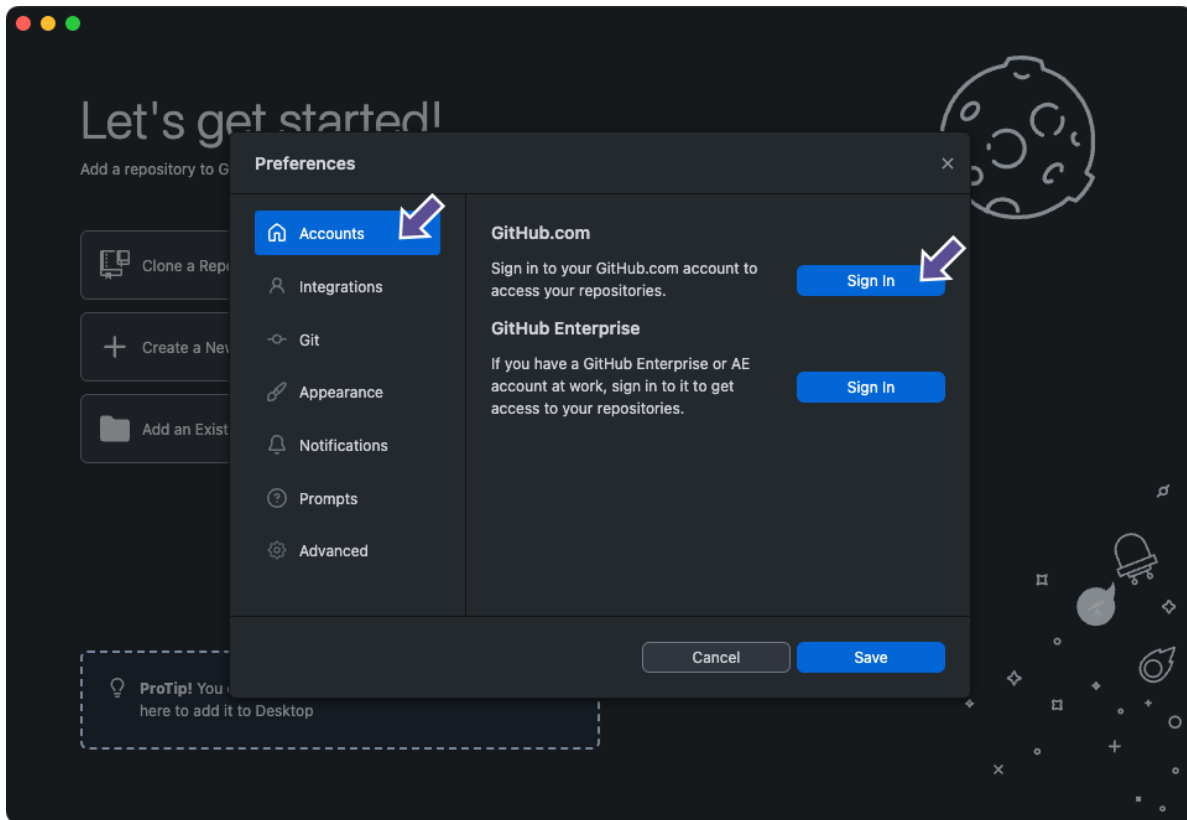 Let's get started!
Add a repository to G
Preferences
Clone a Rep
Create a New
Add an Exist
Accounts
Integrations
Git
Appearance
Notifications
Prompts
Advanced
GitHub.com
Sign in to your GitHub.com account to
access your repositories.
Sign In
GitHub Enterprise
If you have a GitHub Enterprise or AE
account at work, sign in to it to get
access to your repositories.
Sign In
Cancel
Save
ProTip! You
here to add it to Desktop